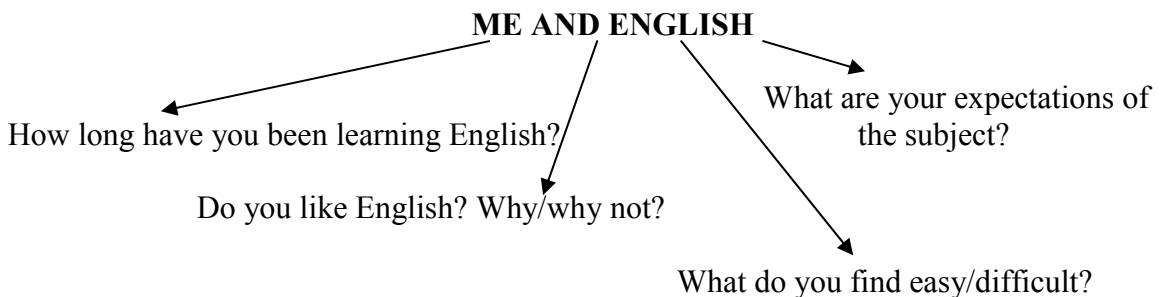 ME AND ENGLISH
How long have you been learning English?
What are your expectations of
the subject?
Do you like English? Why/why not?
What do you find easy/difficult?